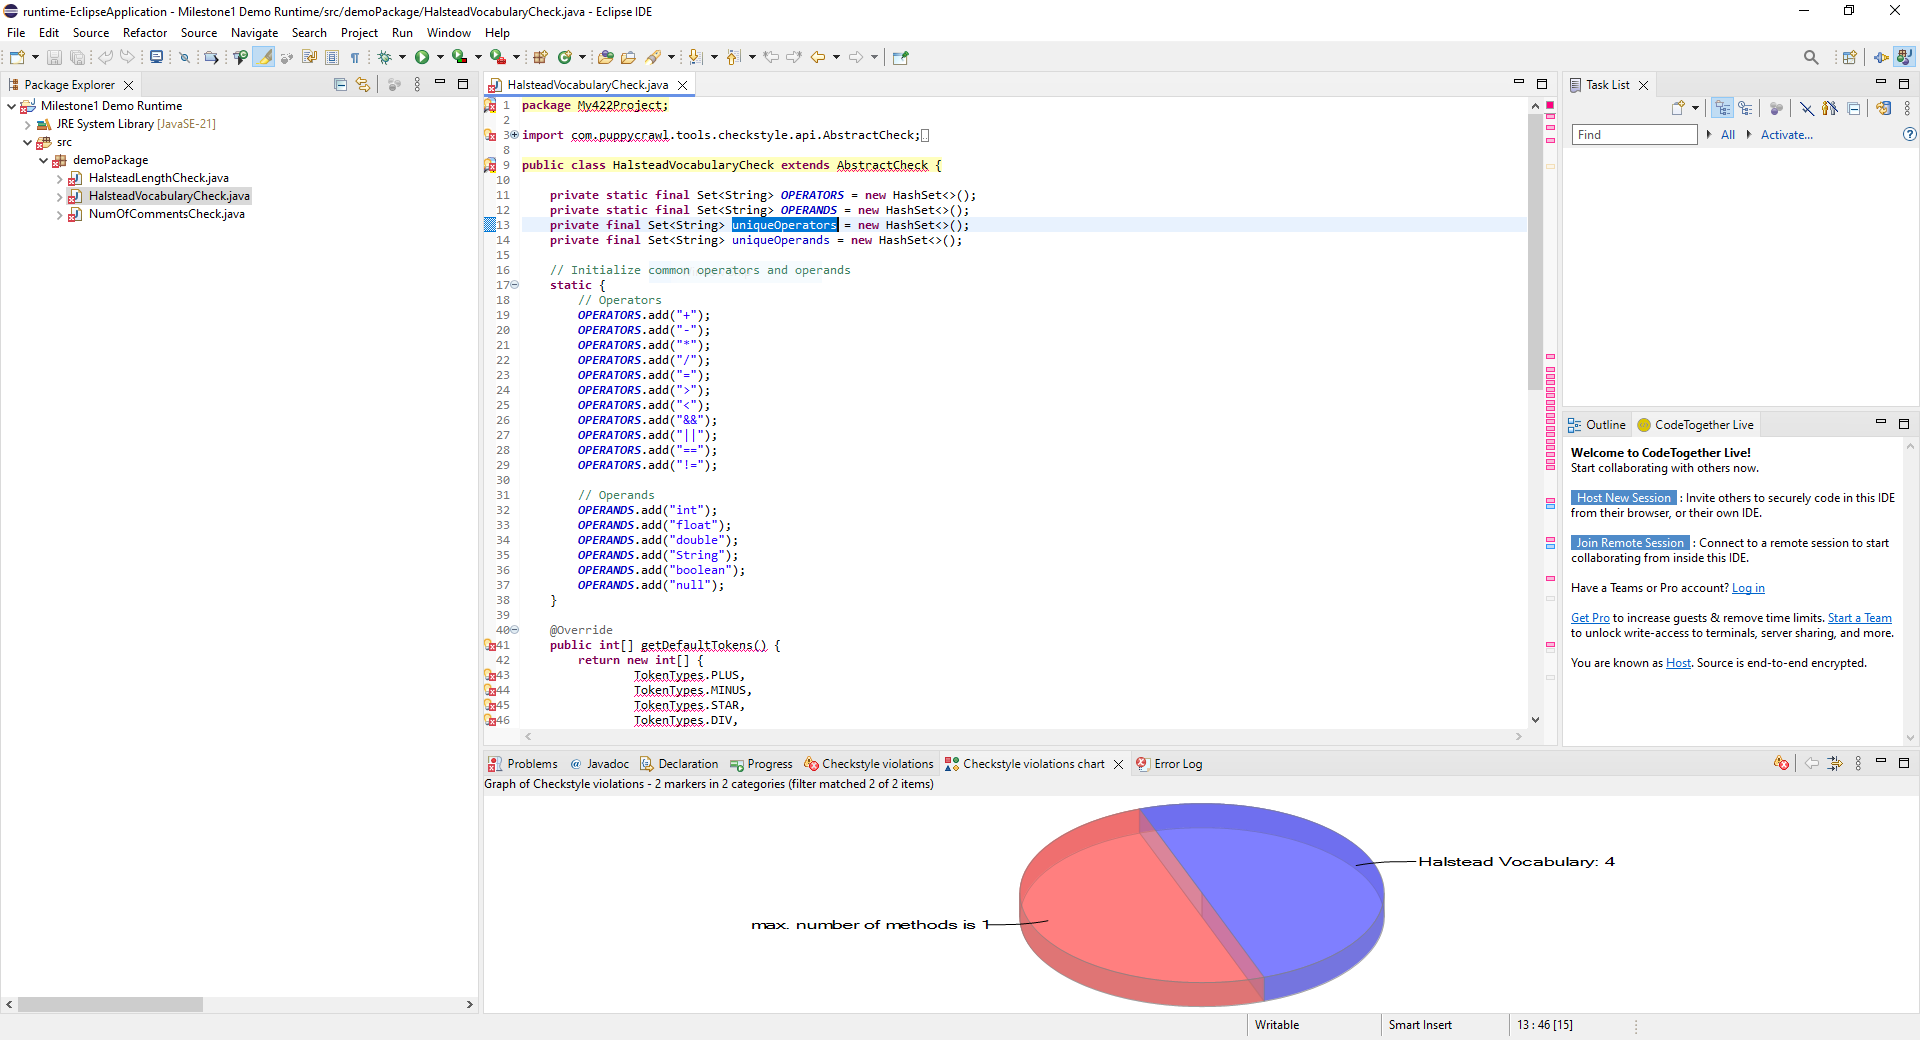 runtime-EclipseApplication - Milestone1 Demo Runtime/src/demoPackage/HalsteadVocabularyCheck.java - Eclipse IDE
File Edit Source Refactor Source Navigate Search Project Run Window Help
Package Explorer
Milestone1 Demo Runtime
JRE System Library [JavaSE-21]
src
demoPackage
HalsteadLengthCheck.java
HalsteadVocabularyCheck.java
NumOfCommentsCheck.java
HalsteadVocabularyCheck.java
1 package My422Project;
2
3 import com.puppycrawl.tools.checkstyle.api.AbstractCheck;
8
9 public class HalsteadVocabularyCheck extends AbstractCheck {
10
11 private static final Set<String> OPERATORS = new HashSet<>();
12 private static final Set<String> OPERANDS = new HashSet<>();
13 private final Set<String> uniqueOperators = new HashSet<>();
14 private final Set<String> uniqueOperands = new HashSet<>();
15
16 // Initialize common operators and operands
17 static {
18 // Operators
19 OPERATORS.add("+");
20 OPERATORS.add("-");
21 OPERATORS.add("*");
22 OPERATORS.add("/");
23 OPERATORS.add("=");
24 OPERATORS.add(">");
25 OPERATORS.add("<");
26 OPERATORS.add("&&");
27 OPERATORS.add("||");
28 OPERATORS.add("==");
29 OPERATORS.add("!=");
30
31 // Operands
32 OPERANDS.add("int");
33 OPERANDS.add("float");
34 OPERANDS.add("double");
35 OPERANDS.add("String");
36 OPERANDS.add("boolean");
37 OPERANDS.add("null");
38 }
39
40 @Override
41 public int[] getDefaultTokens() {
42 return new int[] {
43 TokenTypes.PLUS,
44 TokenTypes.MINUS,
45 TokenTypes.STAR,
46 TokenTypes.DIV,
Task List
Find All Activate...
Outline CodeTogether Live
Welcome to CodeTogether Live!
Start collaborating with others now.
Host New Session : Invite others to securely code in this IDE
from their browser, or their own IDE.
Join Remote Session : Connect to a remote session to start
collaborating from inside this IDE.
Have a Teams or Pro account? Log in
Get Pro to increase guests & remove time limits. Start a Team
to unlock write-access to terminals, server sharing, and more.
You are known as Host. Source is end-to-end encrypted.
Problems Javadoc Declaration Progress Checkstyle violations Checkstyle violations chart Error Log
Graph of Checkstyle violations - 2 markers in 2 categories (filter matched 2 of 2 items)
Halstead Vocabulary: 4
max. number of methods is 1
Writable Smart Insert 13 : 46 [15]